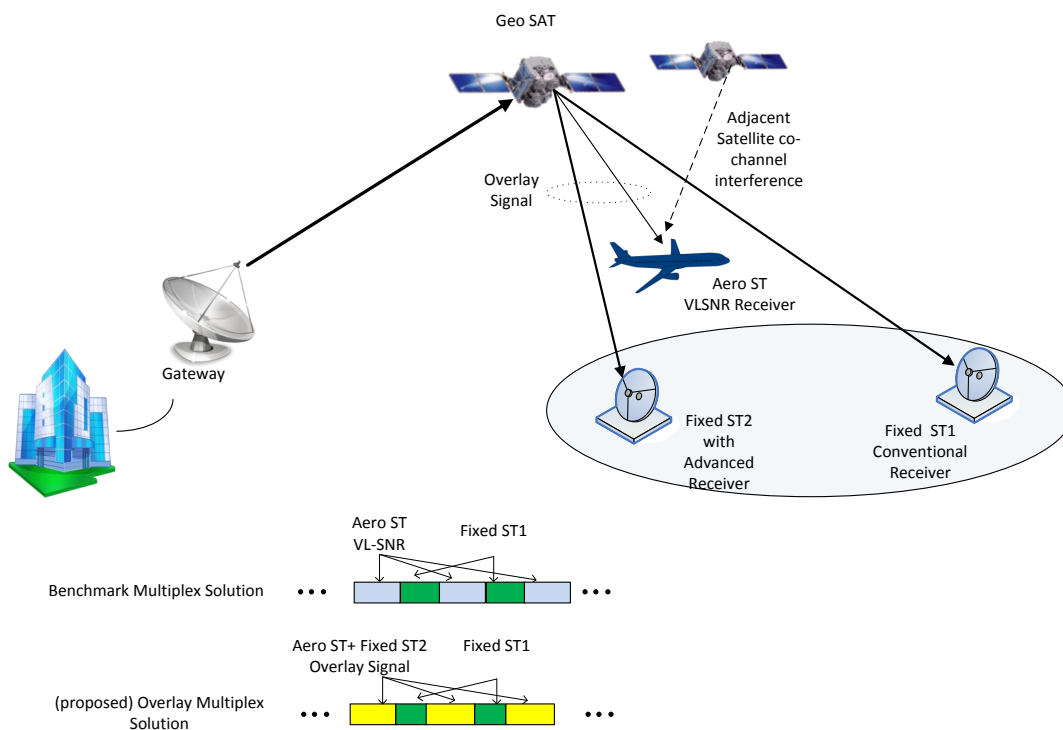 Geo SAT
Adjacent
Satellite co-
channel
interference
Overlay
Signal
Aero ST
VLSNR Receiver
Gateway
Fixed ST2
with
Advanced
Receiver
Fixed ST1
Conventional
Receiver
Aero ST
VL-SNR
Fixed ST1
Benchmark Multiplex Solution
Aero ST+ Fixed ST2
Overlay Signal
Fixed ST1
(proposed) Overlay Multiplex
Solution